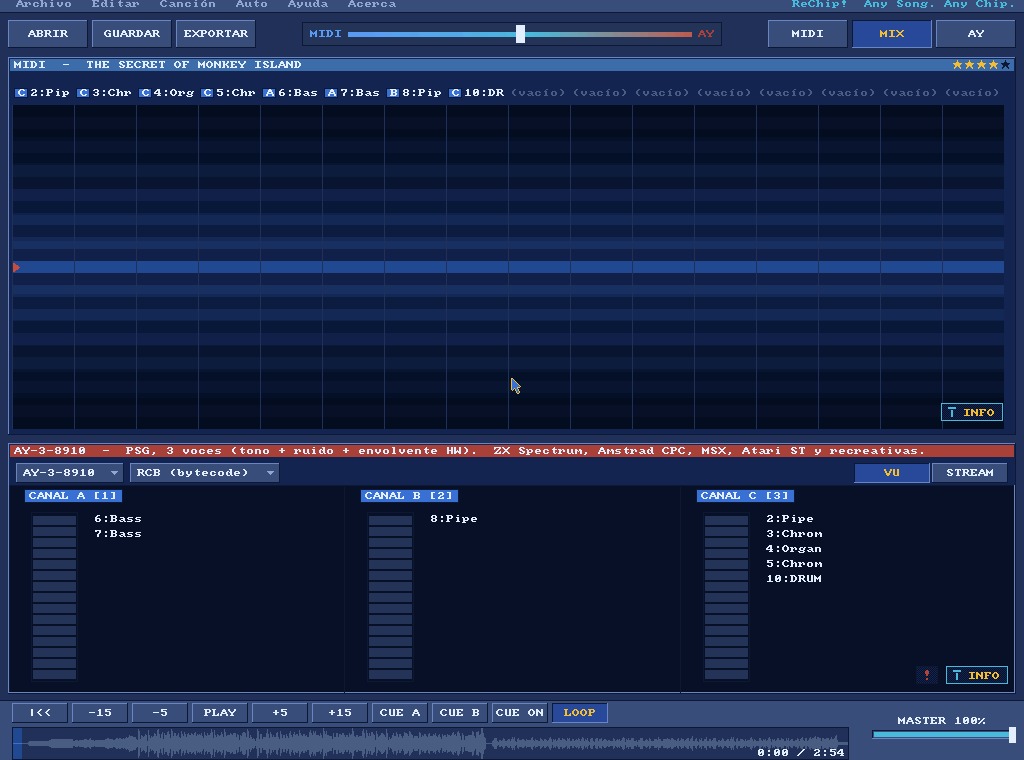 Archivo Editar Canción Auto Ayuda Acerca ReChip! Any Song. Any Chip.
ABRIR GUARDAR EXPORTAR MIDI AY MIDI MIX AY
MIDI - THE SECRET OF MONKEY ISLAND
C 2:Pip C 3:Chr C 4:Org C 5:Chr A 6:Bas A 7:Bas B 8:Pip C 10:DR (vacío) (vacío) (vacío) (vacío) (vacío) (vacío) (vacío) (vacío)
T INFO
AY-3-8910 - PSG, 3 voces (tono + ruido + envolvente HW). ZX Spectrum, Amstrad CPC, MSX, Atari ST y recreativas.
AY-3-8910 RCB (bytecode) VU STREAM
CANAL A [1] CANAL B [2] CANAL C [3]
6:Bass 8:Pipe 2:Pipe
7:Bass 3:Chrom
4:Organ
5:Chrom
10:DRUM
! T INFO
I<< -15 -5 PLAY +5 +15 CUE A CUE B CUE ON LOOP
MASTER 100%
0:00 / 2:54